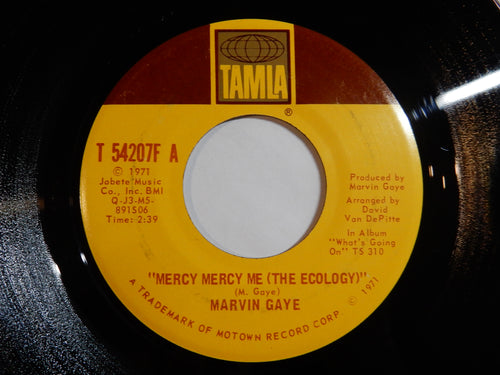 TAMLA
®
T 54207F A
© 1971
Jobete Music
Co., Inc. BMI
Q-J3-M5-
891S06
Time: 2:39
Produced by
Marvin Gaye
Arranged by
David
Van DePitte
In Album
"What's Going
On" TS 310
"MERCY MERCY ME (THE ECOLOGY)"
(M. Gaye)
MARVIN GAYE
A TRADEMARK OF MOTOWN RECORD CORP. © 1971